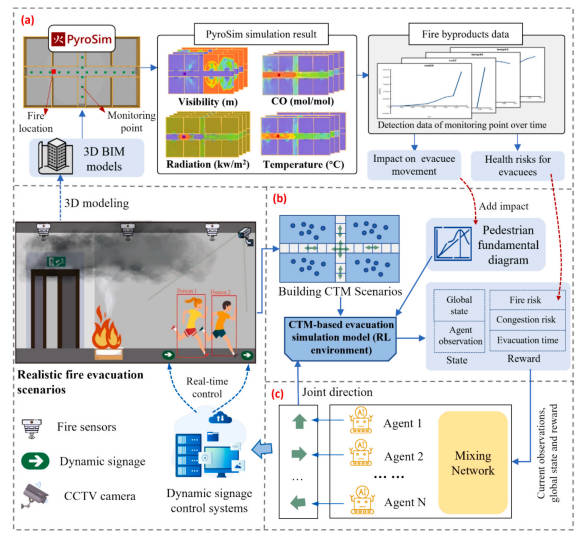 (a)
PyroSim
PyroSim simulation result
Fire byproducts data
Visibility (m)
CO (mol/mol)
Radiation (kw/m²)
Temperature (°C)
Detection data of monitoring point over time
Fire
location
Monitoring
point
3D BIM
models
Impact on evacuee
movement
Health risks for
evacuees
3D modeling
(b)
Add impact
Pedestrian
fundamental
diagram
Building CTM Scenarios
CTM-based evacuation
simulation model (RL
environment)
Global
state
Agent
observation
State
Fire risk
Congestion risk
Evacuation time
Reward
Person 1
Person 2
Realistic fire evacuation
scenarios
Real-time
control
Fire sensors
Dynamic signage
CCTV camera
Dynamic signage
control systems
(c)
Joint direction
Agent 1
Agent 2
... ...
Agent N
...
AI
AI
AI
Mixing
Network
Current observations,
global state and reward